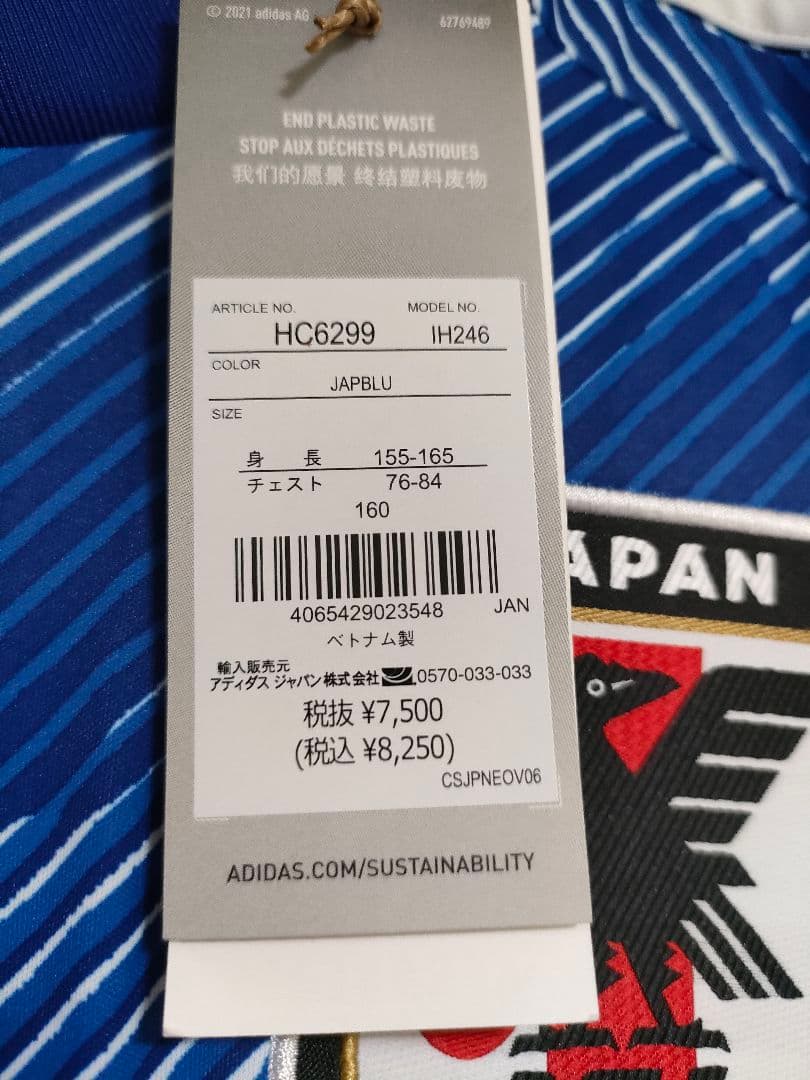 © 2021 adidas AG
62769489
END PLASTIC WASTE
STOP AUX DÉCHETS PLASTIQUES
我们的愿景 终结塑料废物
ARTICLE NO. MODEL NO.
HC6299 IH246
COLOR
JAPBLU
SIZE
身 長 155-165
チェスト 76-84
160
4065429023548 JAN
ベトナム製
輸入販売元
アディダス ジャパン株式会社 0570-033-033
税抜 ¥7,500
(税込 ¥8,250)
CSJPNEOV06
ADIDAS.COM/SUSTAINABILITY
JAPAN